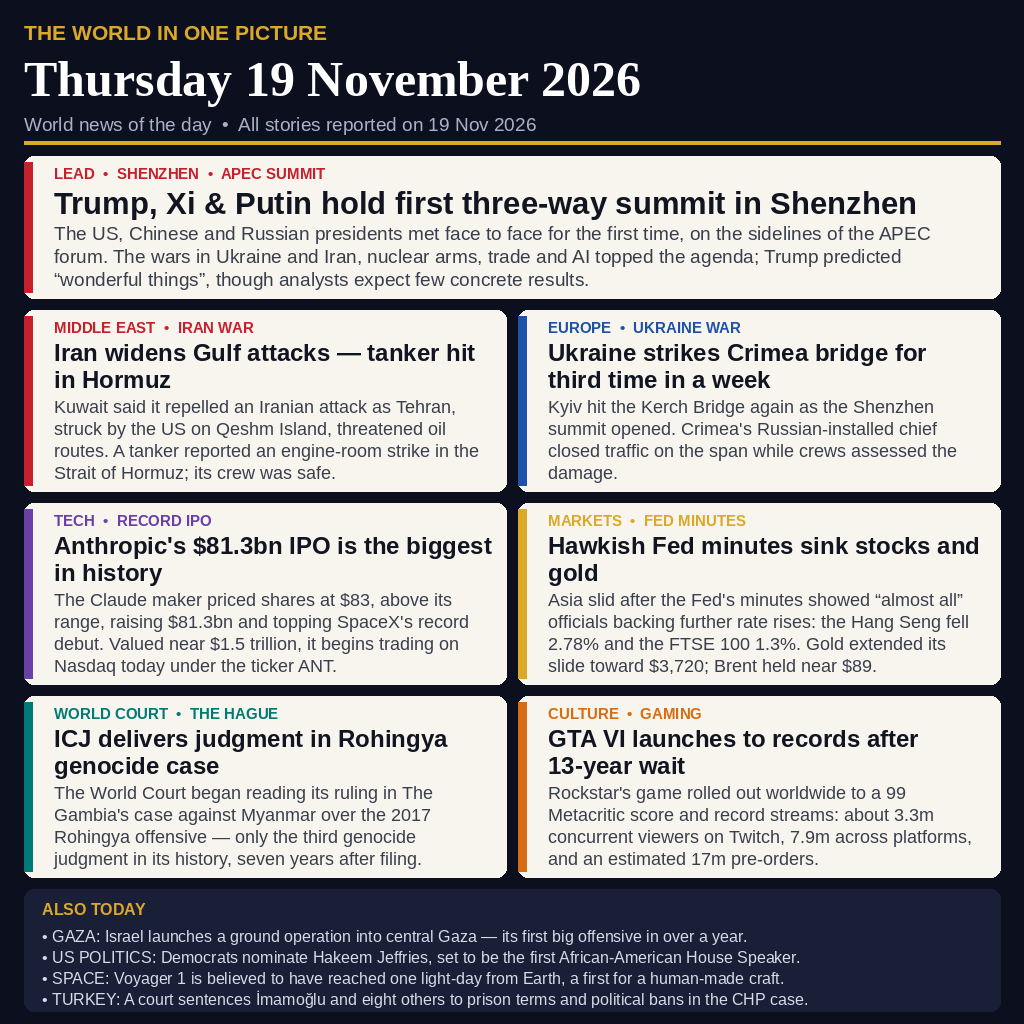 THE WORLD IN ONE PICTURE
Thursday 19 November 2026
World news of the day • All stories reported on 19 Nov 2026
LEAD • SHENZHEN • APEC SUMMIT
Trump, Xi & Putin hold first three-way summit in Shenzhen
The US, Chinese and Russian presidents met face to face for the first time, on the sidelines of the APEC
forum. The wars in Ukraine and Iran, nuclear arms, trade and AI topped the agenda; Trump predicted
“wonderful things”, though analysts expect few concrete results.
MIDDLE EAST • IRAN WAR
Iran widens Gulf attacks — tanker hit
in Hormuz
Kuwait said it repelled an Iranian attack as Tehran,
struck by the US on Qeshm Island, threatened oil
routes. A tanker reported an engine-room strike in the
Strait of Hormuz; its crew was safe.
EUROPE • UKRAINE WAR
Ukraine strikes Crimea bridge for
third time in a week
Kyiv hit the Kerch Bridge again as the Shenzhen
summit opened. Crimea's Russian-installed chief
closed traffic on the span while crews assessed the
damage.
TECH • RECORD IPO
Anthropic's $81.3bn IPO is the biggest
in history
The Claude maker priced shares at $83, above its
range, raising $81.3bn and topping SpaceX's record
debut. Valued near $1.5 trillion, it begins trading on
Nasdaq today under the ticker ANT.
MARKETS • FED MINUTES
Hawkish Fed minutes sink stocks and
gold
Asia slid after the Fed's minutes showed “almost all”
officials backing further rate rises: the Hang Seng fell
2.78% and the FTSE 100 1.3%. Gold extended its
slide toward $3,720; Brent held near $89.
WORLD COURT • THE HAGUE
ICJ delivers judgment in Rohingya
genocide case
The World Court began reading its ruling in The
Gambia's case against Myanmar over the 2017
Rohingya offensive — only the third genocide
judgment in its history, seven years after filing.
CULTURE • GAMING
GTA VI launches to records after
13-year wait
Rockstar's game rolled out worldwide to a 99
Metacritic score and record streams: about 3.3m
concurrent viewers on Twitch, 7.9m across platforms,
and an estimated 17m pre-orders.
ALSO TODAY
• GAZA: Israel launches a ground operation into central Gaza — its first big offensive in over a year.
• US POLITICS: Democrats nominate Hakeem Jeffries, set to be the first African-American House Speaker.
• SPACE: Voyager 1 is believed to have reached one light-day from Earth, a first for a human-made craft.
• TURKEY: A court sentences İmamoğlu and eight others to prison terms and political bans in the CHP case.